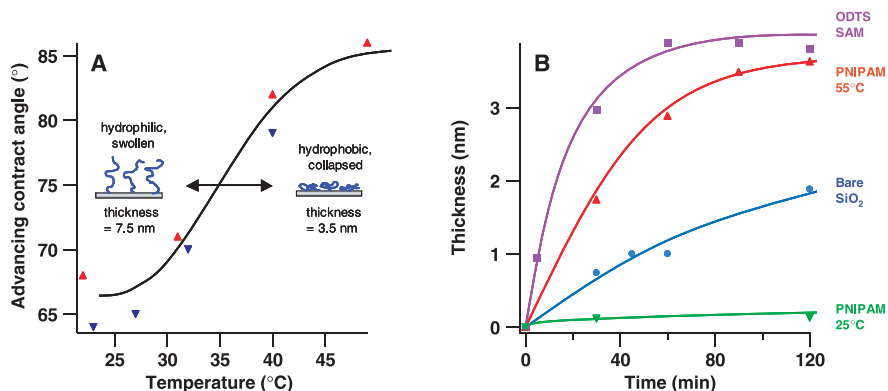 A
Advancing contract angle (°)
85
80
75
70
65
hydrophilic,
swollen
thickness
= 7.5 nm
hydrophobic,
collapsed
thickness
= 3.5 nm
25
30
35
40
45
Temperature (°C)
B
Thickness (nm)
3
2
1
0
0
40
80
120
Time (min)
ODTS
SAM
PNIPAM
55°C
Bare
SiO₂
PNIPAM
25°C